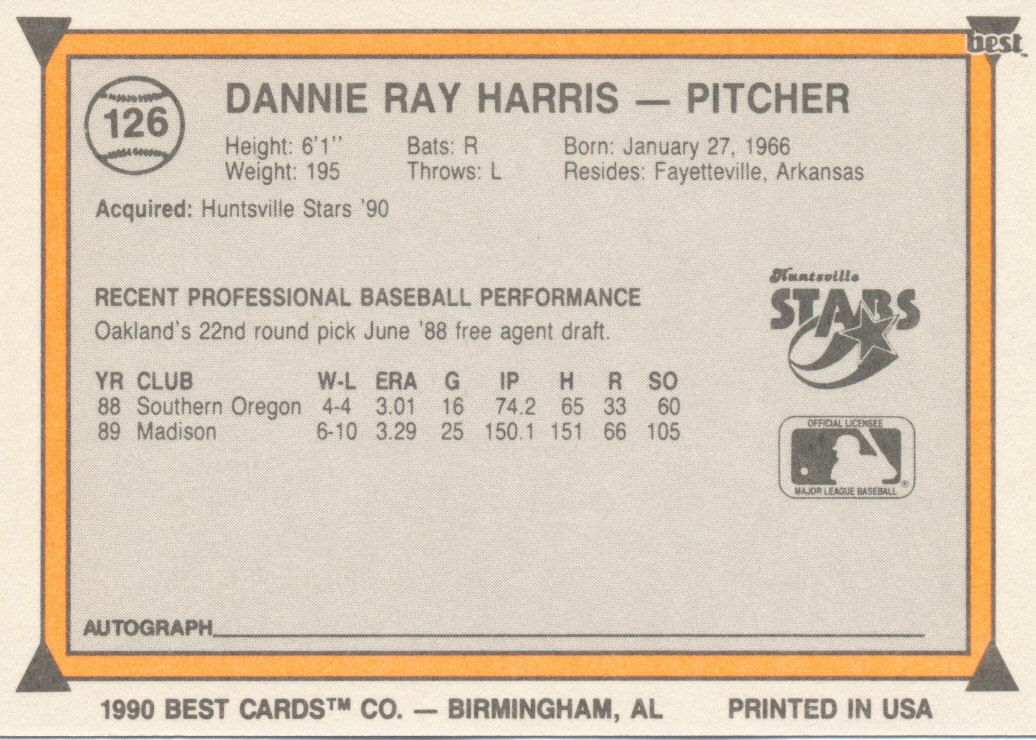 best
126
DANNIE RAY HARRIS — PITCHER
Height: 6'1'' Bats: R Born: January 27, 1966
Weight: 195 Throws: L Resides: Fayetteville, Arkansas
Acquired: Huntsville Stars '90
RECENT PROFESSIONAL BASEBALL PERFORMANCE
Oakland's 22nd round pick June '88 free agent draft.
Huntsville
STARS
YR CLUB W-L ERA G IP H R SO
88 Southern Oregon 4-4 3.01 16 74.2 65 33 60
89 Madison 6-10 3.29 25 150.1 151 66 105
OFFICIAL LICENSEE
MAJOR LEAGUE BASEBALL ®
AUTOGRAPH
1990 BEST CARDS™ CO. — BIRMINGHAM, AL PRINTED IN USA